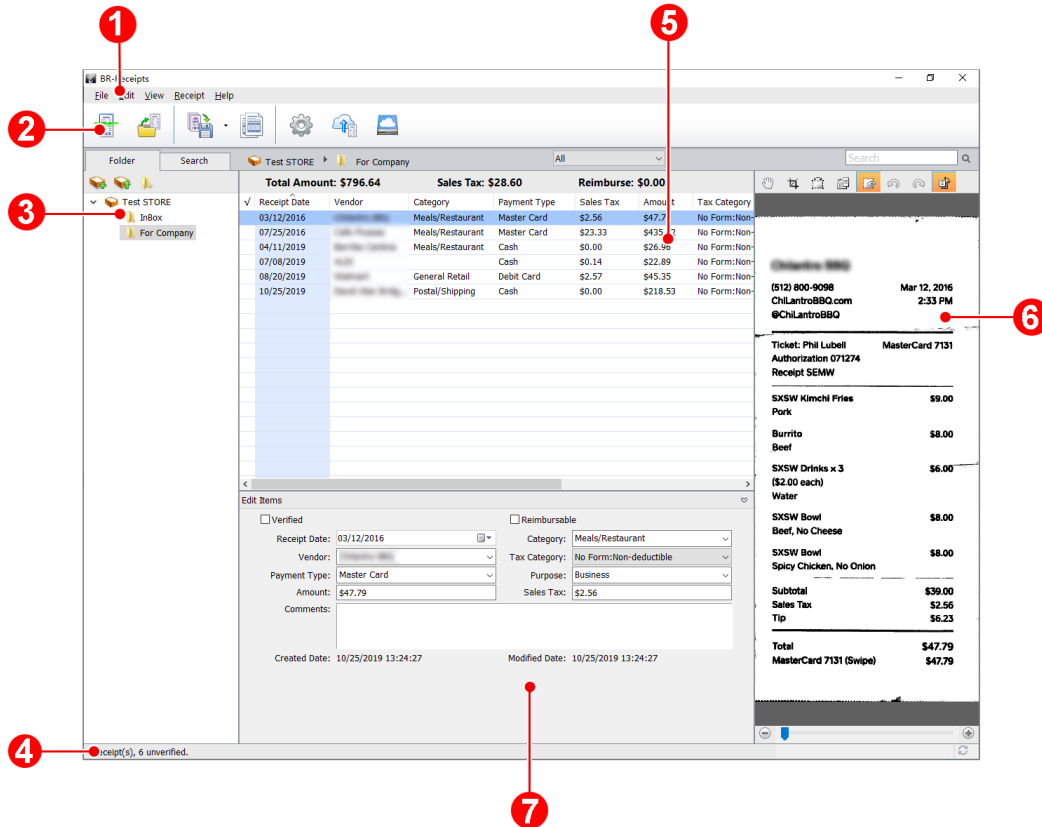 1
5
BR-Receipts
File Edit View Receipt Help
2
Folder Search Test STORE For Company All Search
Total Amount: $796.64 Sales Tax: $28.60 Reimburse: $0.00
√ Receipt Date Vendor Category Payment Type Sales Tax Amount Tax Category
03/12/2016 Meals/Restaurant Master Card $2.56 $47.7 No Form:Non-
07/25/2016 Meals/Restaurant Master Card $23.33 No Form:Non-
04/11/2019 Meals/Restaurant Cash $0.00 $26.96 No Form:Non-
07/08/2019 Cash $0.14 $22.89 No Form:Non-
08/20/2019 General Retail Debit Card $2.57 $45.35 No Form:Non-
10/25/2019 Postal/Shipping Cash $0.00 $218.53 No Form:Non-
Test STORE
3
InBox
For Company
Edit Items
Verified Reimbursable
Receipt Date: 03/12/2016 Category: Meals/Restaurant
Vendor: Tax Category: No Form:Non-deductible
Payment Type: Master Card Purpose: Business
Amount: $47.79 Sales Tax: $2.56
Comments:
Created Date: 10/25/2019 13:24:27 Modified Date: 10/25/2019 13:24:27
(512) 800-9098 Mar 12, 2016
ChiLantroBBQ.com 2:33 PM
@ChiLantroBBQ
6
Ticket: Phil Lubell MasterCard 7131
Authorization 071274
Receipt SEMW
SXSW Kimchi Fries $9.00
Pork
Burrito $8.00
Beef
SXSW Drinks x 3 $6.00
($2.00 each)
Water
SXSW Bowl $8.00
Beef, No Cheese
SXSW Bowl $8.00
Spicy Chicken, No Onion
Subtotal $39.00
Sales Tax $2.56
Tip $6.23
Total $47.79
MasterCard 7131 (Swipe) $47.79
4
eceipt(s), 6 unverified.
7